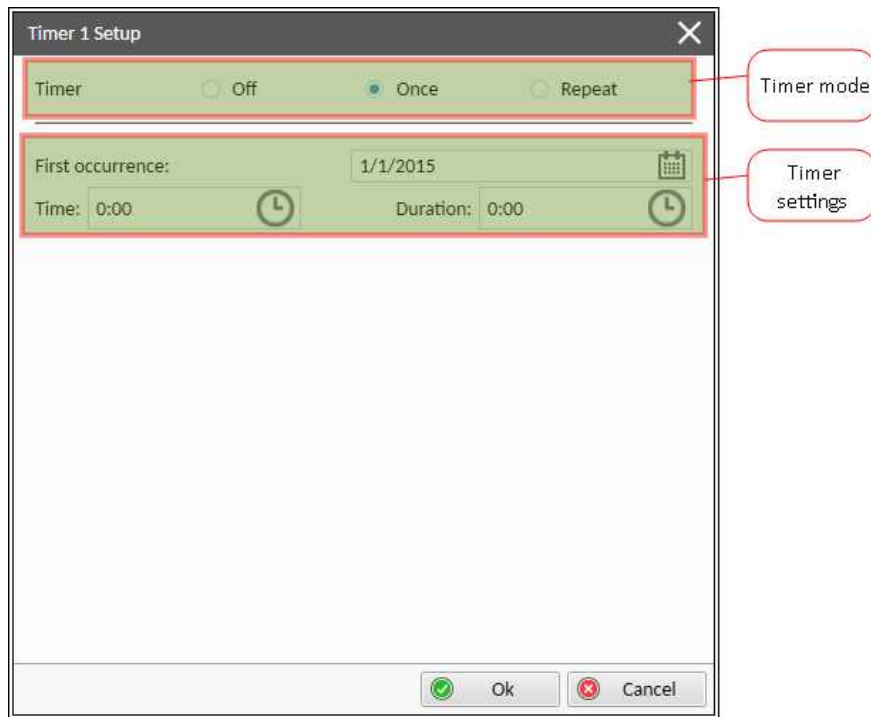 Timer 1 Setup
Timer Off Once Repeat
Timer mode
First occurrence: 1/1/2015
Time: 0:00 Duration: 0:00
Timer
settings
Ok Cancel